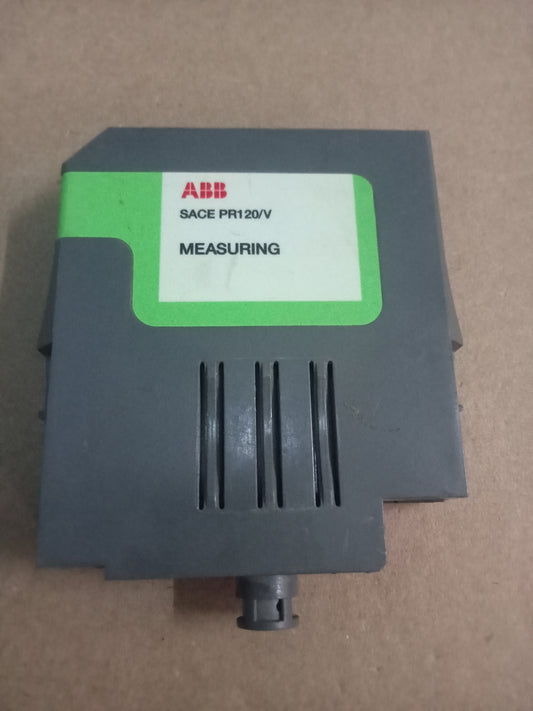 ABB
SACE PR120/V
MEASURING